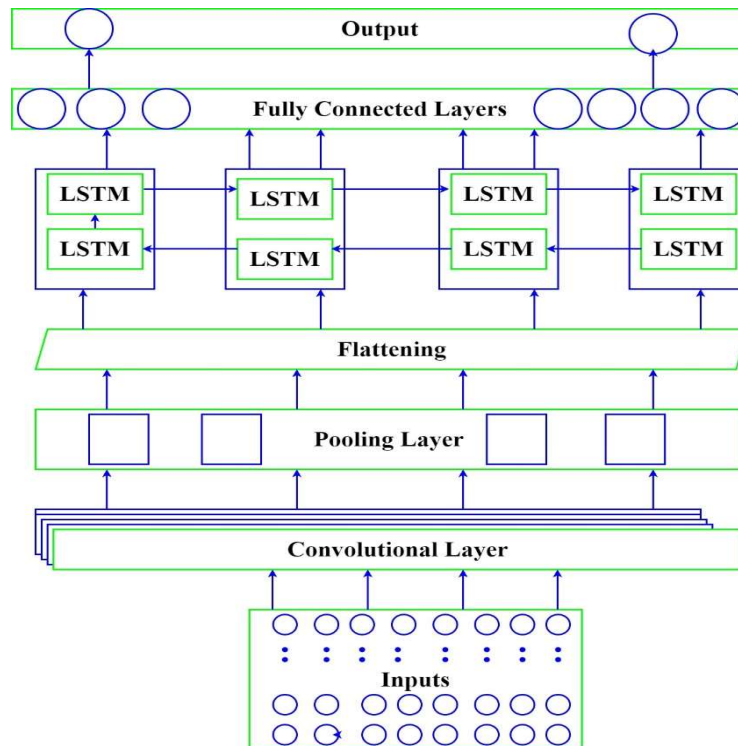 Output
Fully Connected Layers
LSTM LSTM LSTM LSTM
LSTM LSTM LSTM LSTM
Flattening
Pooling Layer
Convolutional Layer
Inputs